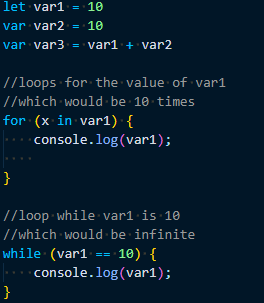 let var1 = 10
var var2 = 10
var var3 = var1 + var2
//loops for the value of var1
//which would be 10 times
for (x in var1) {
console.log(var1);
}
//loop while var1 is 10
//which would be infinite
while (var1 == 10) {
console.log(var1);
}